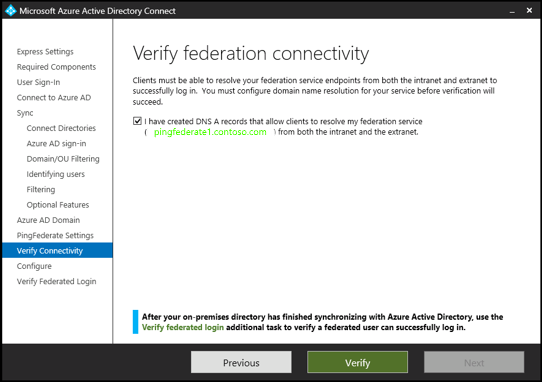 Microsoft Azure Active Directory Connect
Express Settings
Required Components
User Sign-In
Connect to Azure AD
Sync
Connect Directories
Azure AD sign-in
Domain/OU Filtering
Identifying users
Filtering
Optional Features
Azure AD Domain
PingFederate Settings
Verify Connectivity
Configure
Verify Federated Login
Verify federation connectivity
Clients must be able to resolve your federation service endpoints from both the intranet and extranet to
successfully log in. You must configure domain name resolution for your service before verification will
succeed.
I have created DNS A records that allow clients to resolve my federation service
( pingfederate1.contoso.com ) from both the intranet and the extranet.
After your on-premises directory has finished synchronizing with Azure Active Directory, use the
Verify federated login additional task to verify a federated user can successfully log in.
Previous
Verify
Next